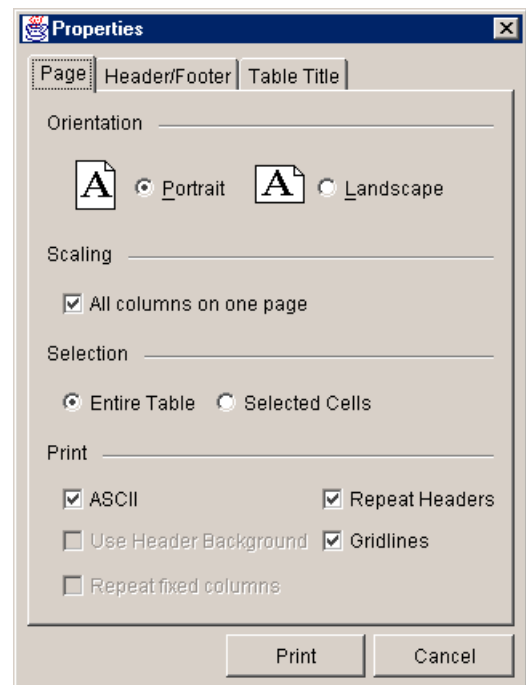 Properties
Page Header/Footer Table Title
Orientation
A Portrait A Landscape
Scaling
All columns on one page
Selection
Entire Table Selected Cells
Print
ASCII Repeat Headers
Use Header Background Gridlines
Repeat fixed columns
Print Cancel